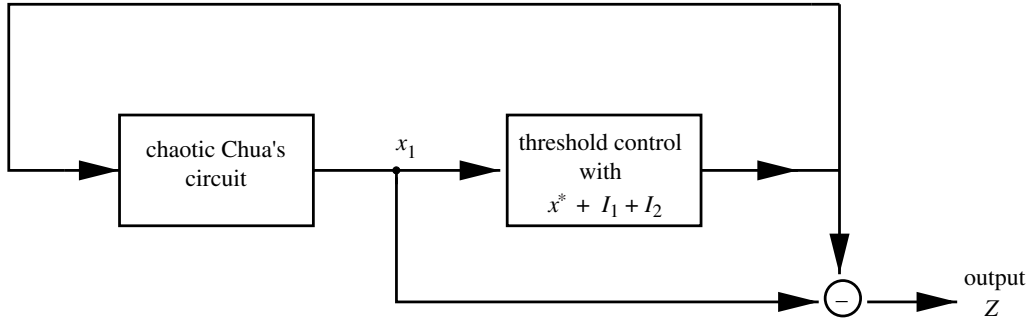 chaotic Chua's
circuit
x₁
threshold control
with
x* + I₁ + I₂
−
output
Z